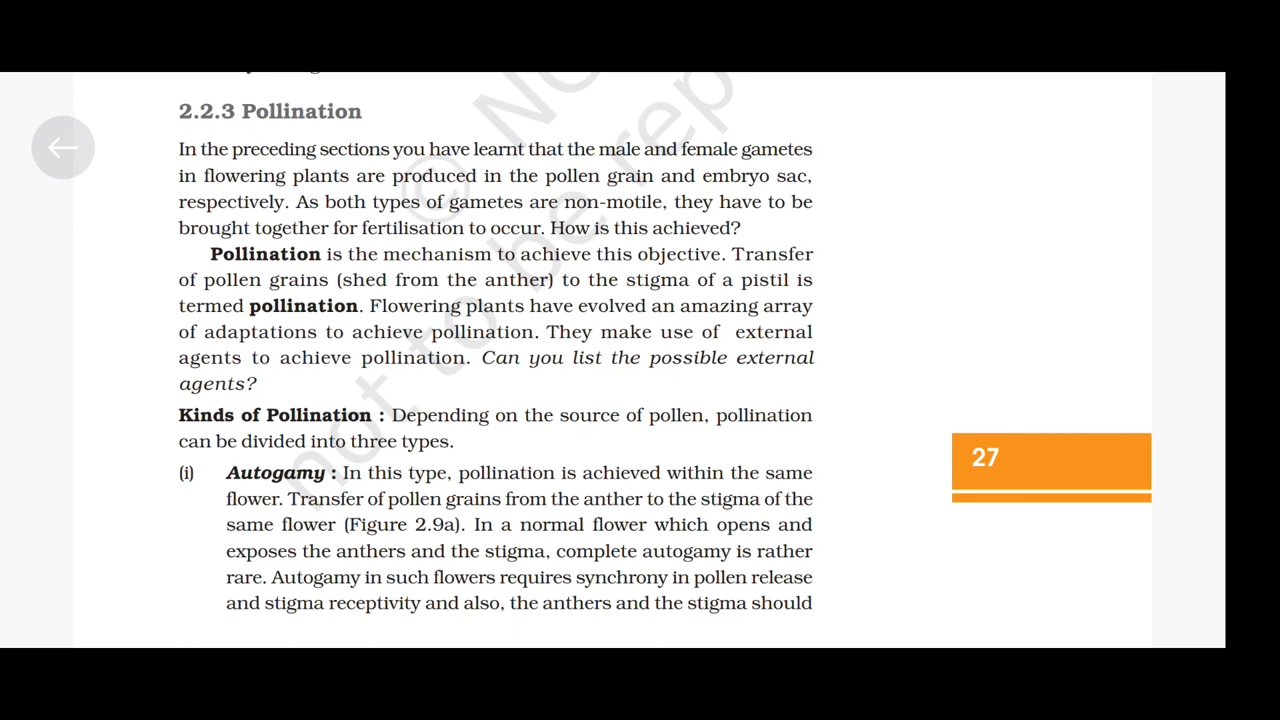 2.2.3 Pollination
In the preceding sections you have learnt that the male and female gametes
in flowering plants are produced in the pollen grain and embryo sac,
respectively. As both types of gametes are non-motile, they have to be
brought together for fertilisation to occur. How is this achieved?
Pollination is the mechanism to achieve this objective. Transfer
of pollen grains (shed from the anther) to the stigma of a pistil is
termed pollination. Flowering plants have evolved an amazing array
of adaptations to achieve pollination. They make use of external
agents to achieve pollination. Can you list the possible external
agents?
Kinds of Pollination : Depending on the source of pollen, pollination
can be divided into three types.
(i) Autogamy : In this type, pollination is achieved within the same
flower. Transfer of pollen grains from the anther to the stigma of the
same flower (Figure 2.9a). In a normal flower which opens and
exposes the anthers and the stigma, complete autogamy is rather
rare. Autogamy in such flowers requires synchrony in pollen release
and stigma receptivity and also, the anthers and the stigma should
27
© NO
not to be rep